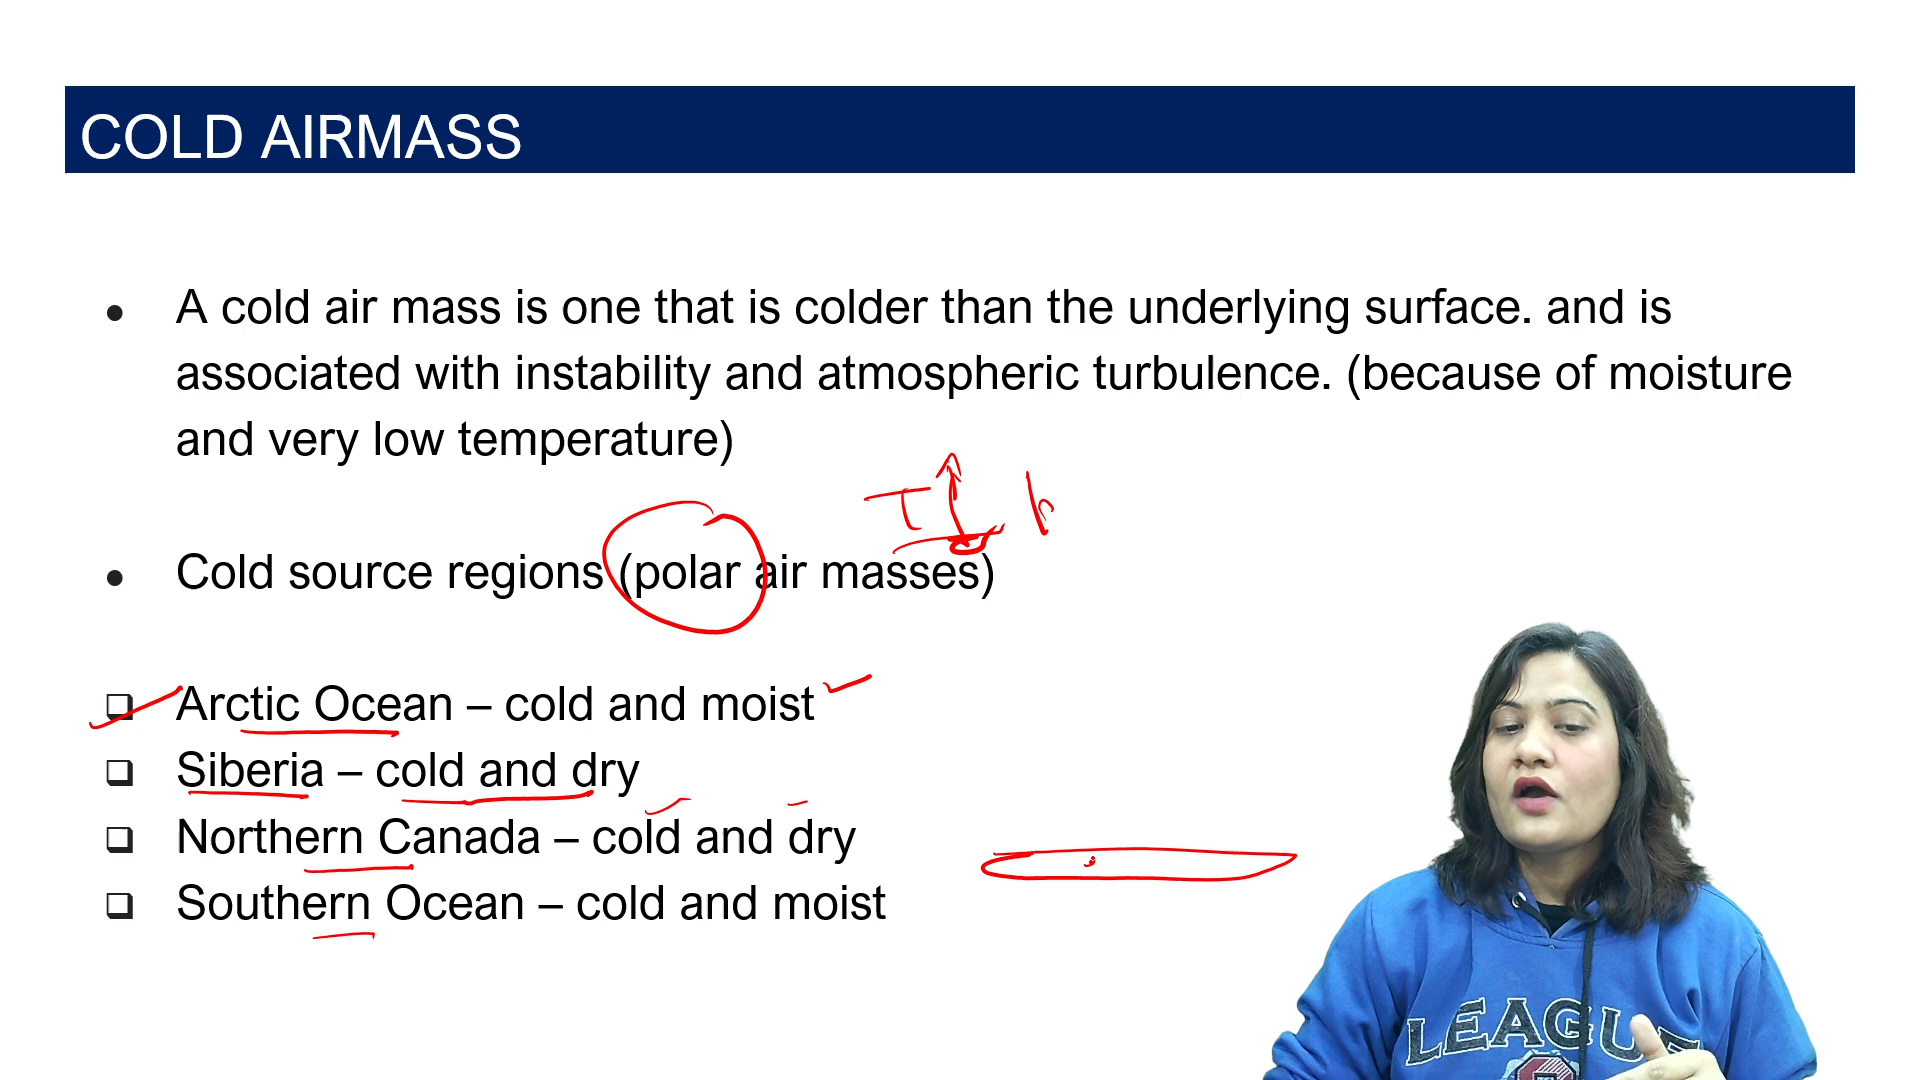 COLD AIRMASS
● A cold air mass is one that is colder than the underlying surface. and is
associated with instability and atmospheric turbulence. (because of moisture
and very low temperature)
● Cold source regions (polar air masses)
❑ Arctic Ocean – cold and moist
❑ Siberia – cold and dry
❑ Northern Canada – cold and dry
❑ Southern Ocean – cold and moist
LEAGUE